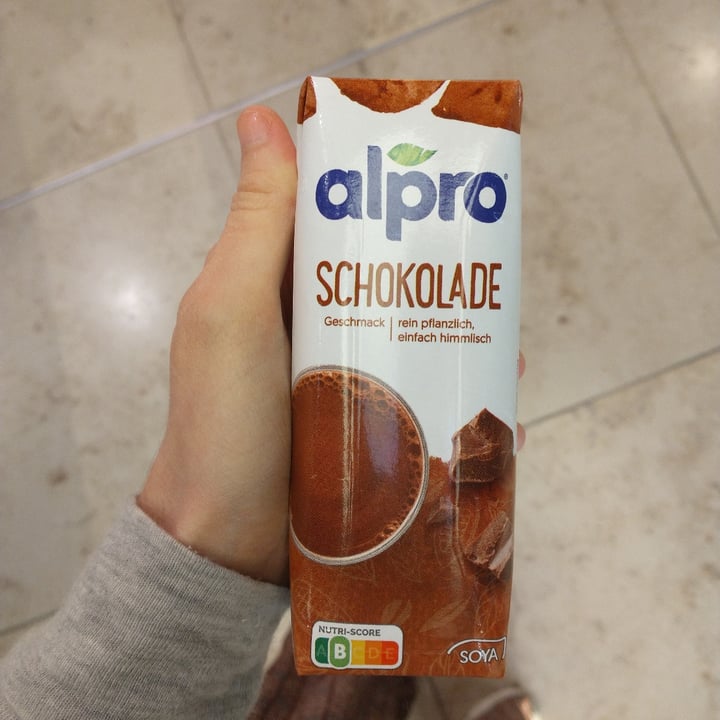 alpro®
SCHOKOLADE
Geschmack | rein pflanzlich,
einfach himmlisch
NUTRI-SCORE
A B C D E
SOYA